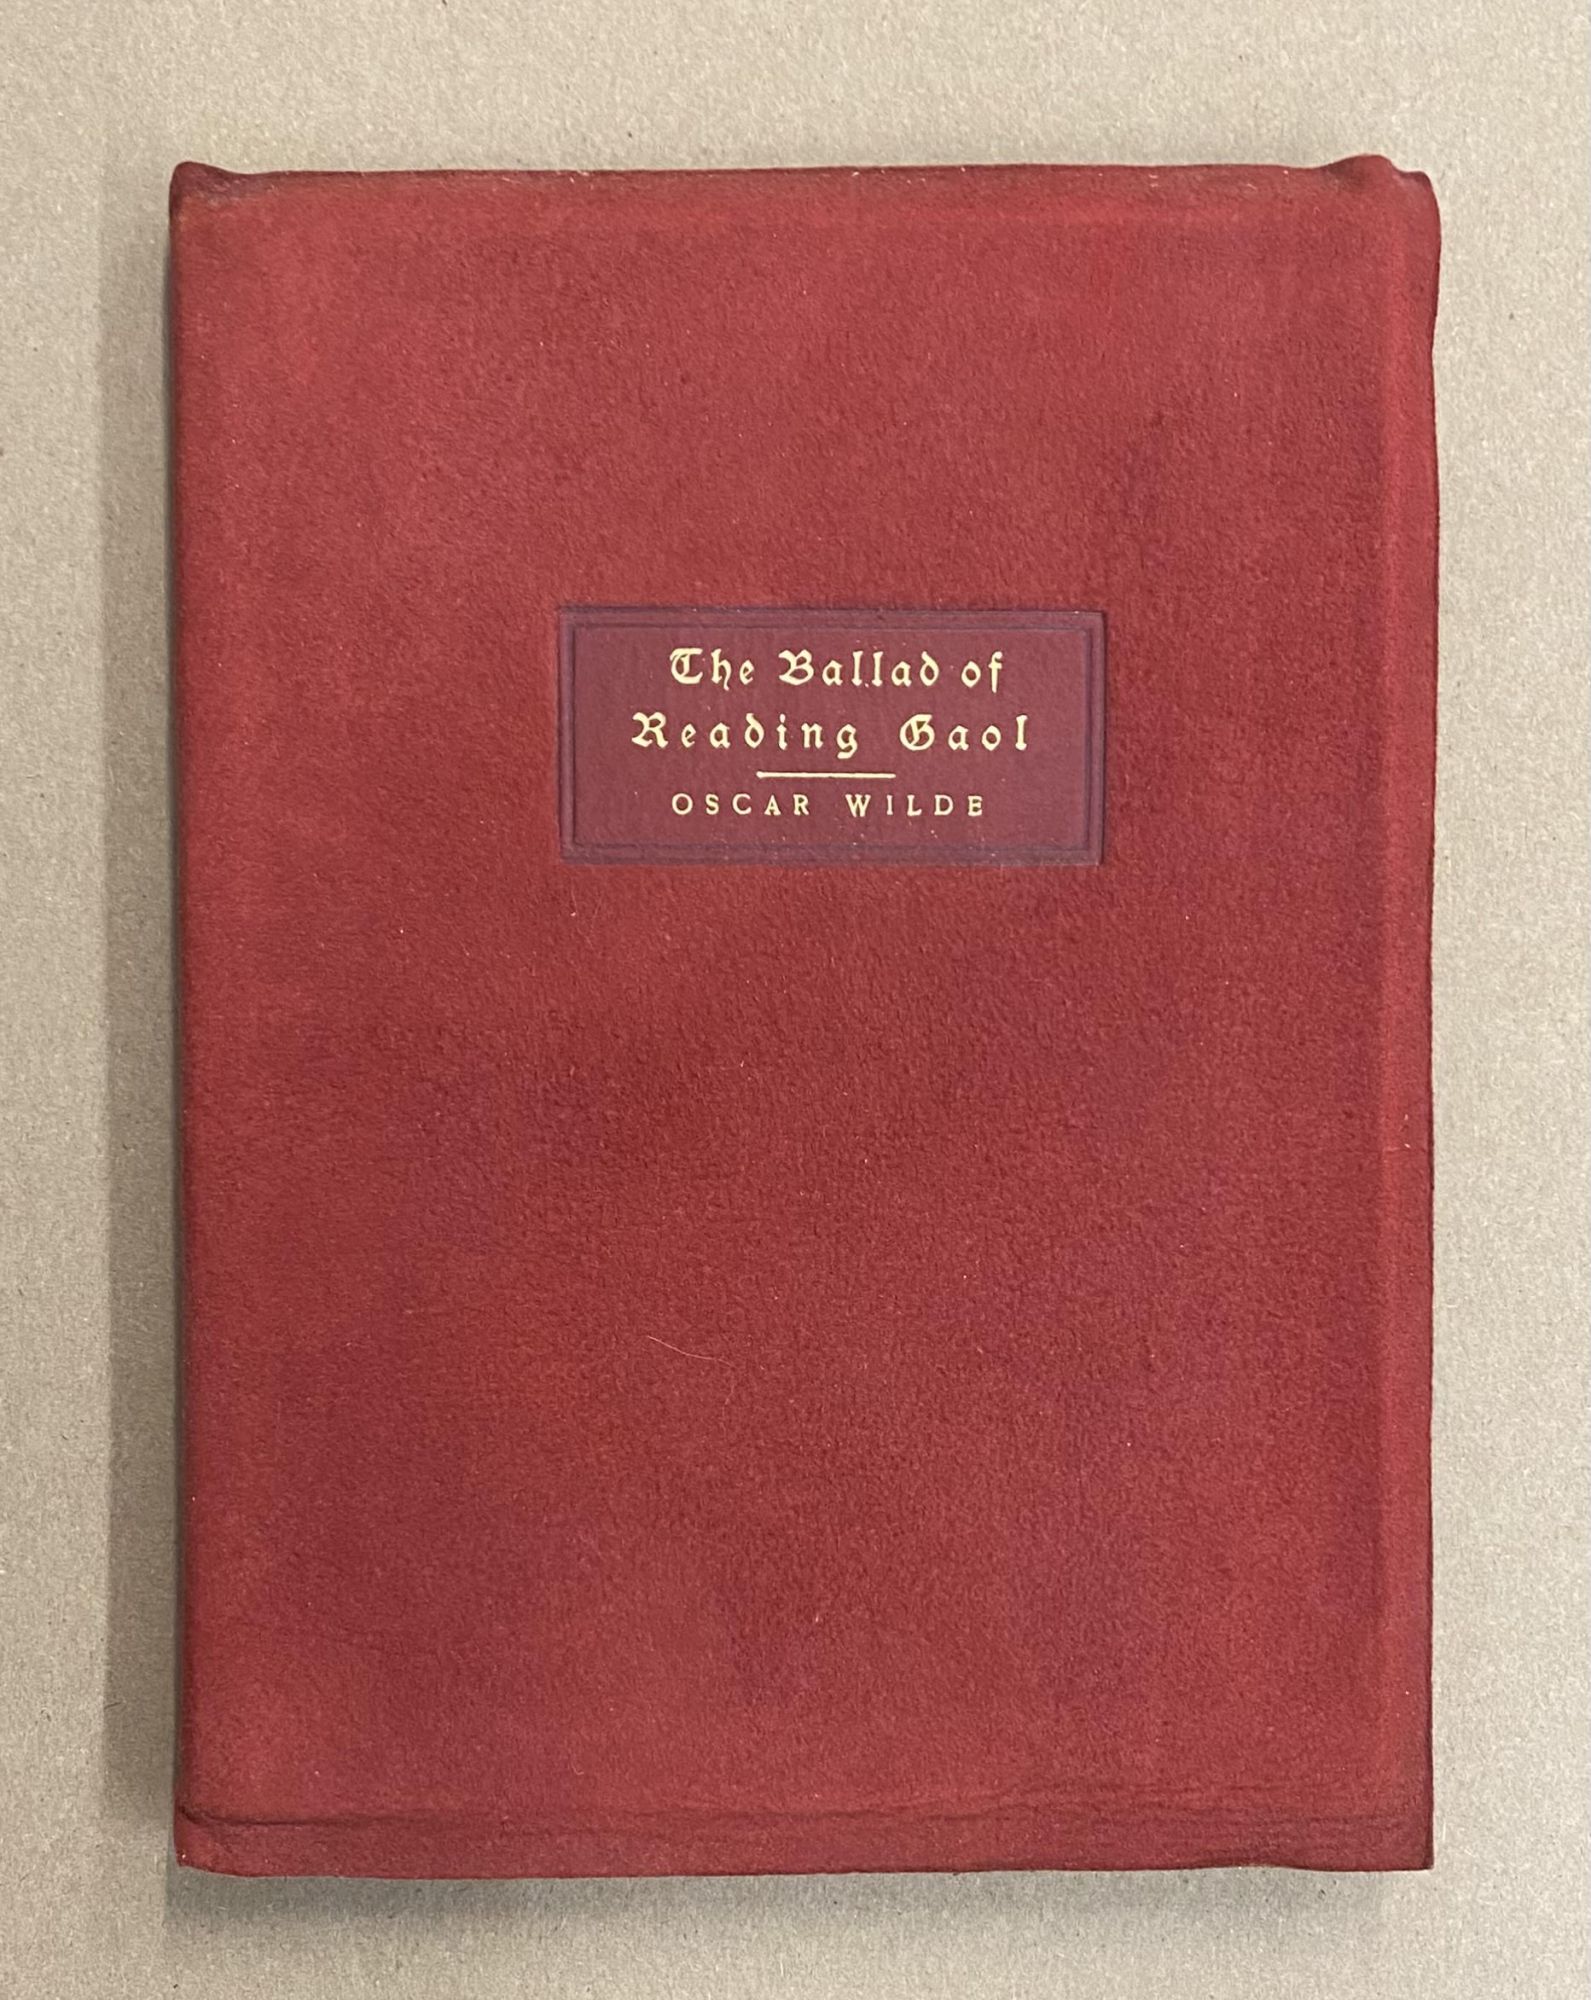 The Ballad of
Reading Gaol
OSCAR WILDE